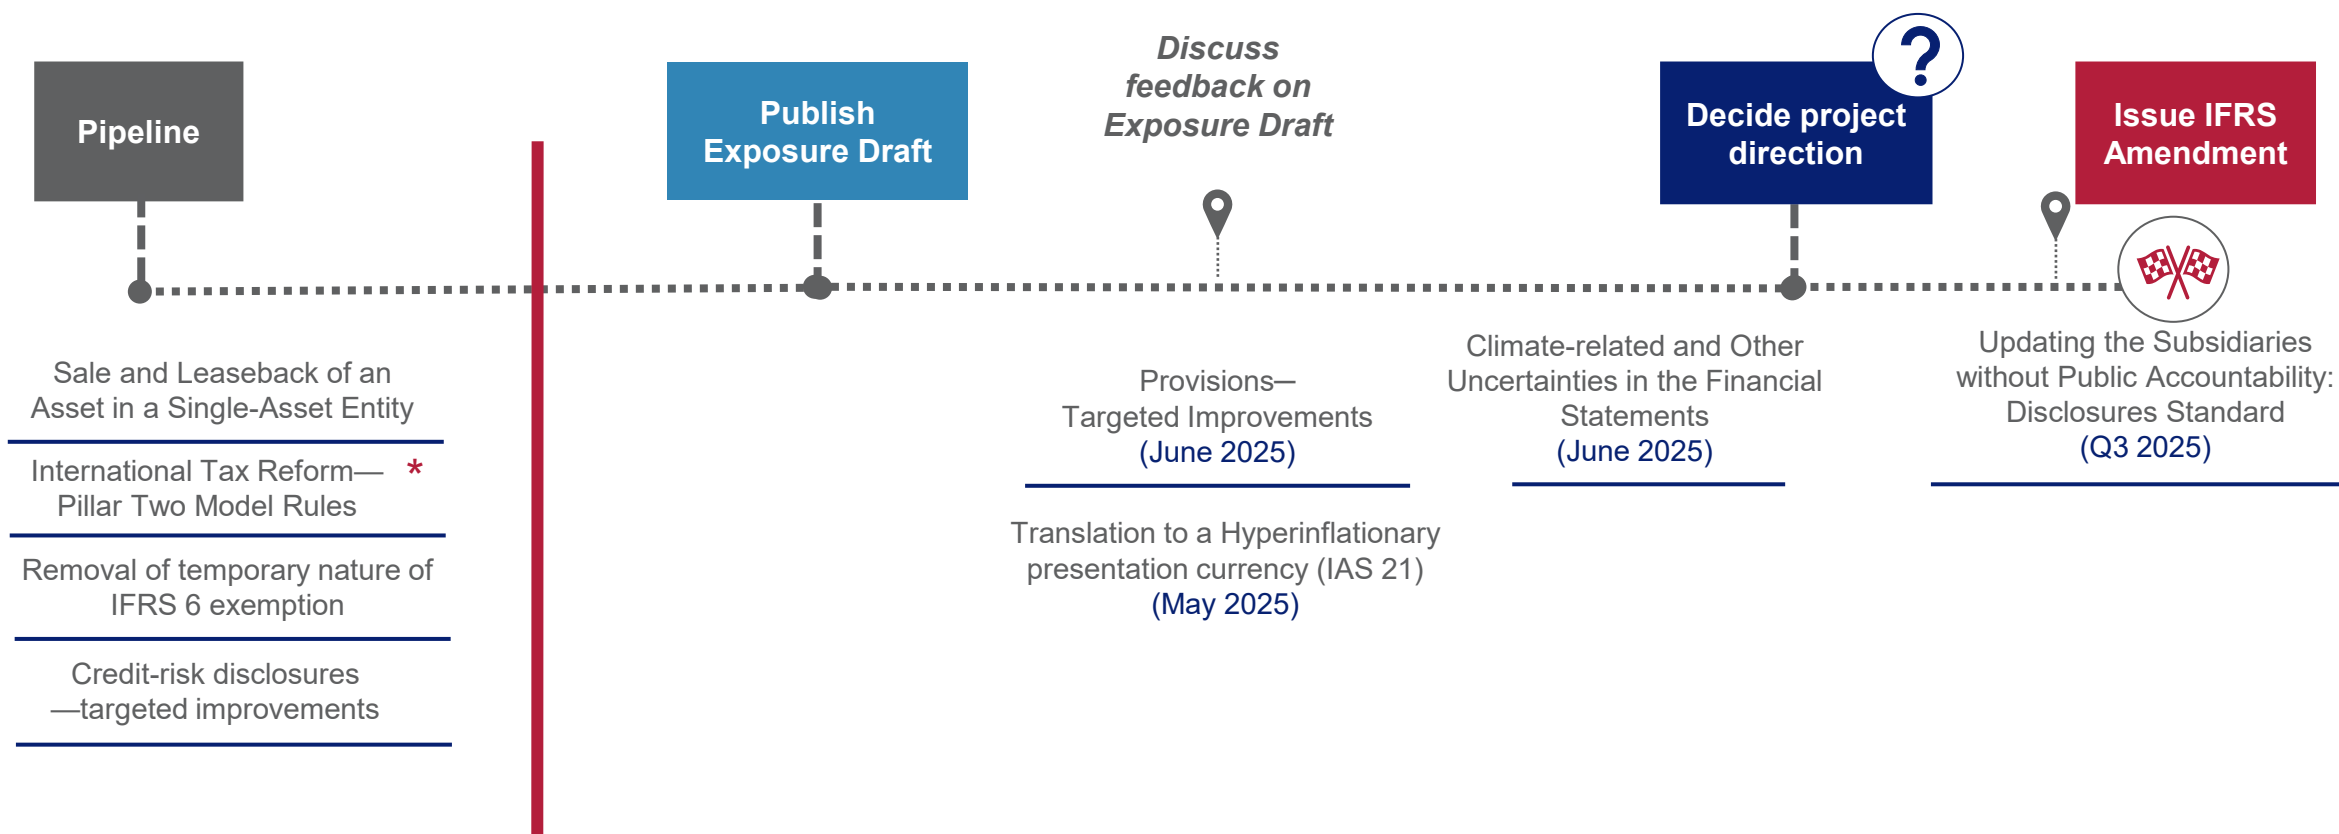 Pipeline
Publish
Exposure Draft
Discuss
feedback on
Exposure Draft
Decide project
direction
?
Issue IFRS
Amendment
Sale and Leaseback of an
Asset in a Single-Asset Entity
International Tax Reform— *
Pillar Two Model Rules
Removal of temporary nature of
IFRS 6 exemption
Credit-risk disclosures
—targeted improvements
Provisions—
Targeted Improvements
(June 2025)
Translation to a Hyperinflationary
presentation currency (IAS 21)
(May 2025)
Climate-related and Other
Uncertainties in the Financial
Statements
(June 2025)
Updating the Subsidiaries
without Public Accountability:
Disclosures Standard
(Q3 2025)